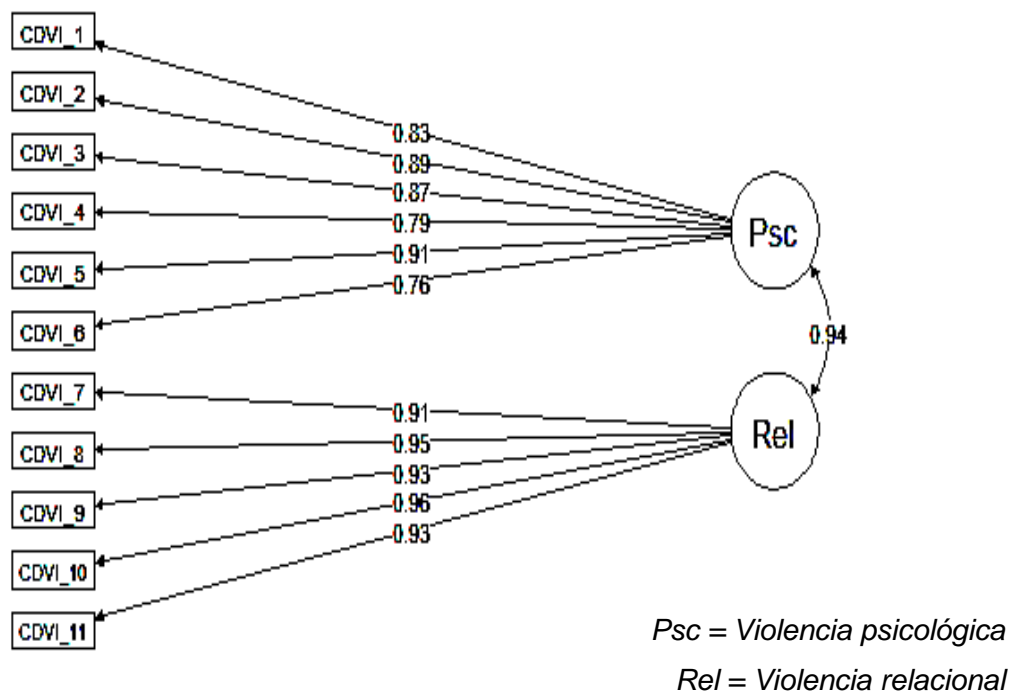 CDVI_1
CDVI_2
CDVI_3
CDVI_4
CDVI_5
CDVI_6
CDVI_7
CDVI_8
CDVI_9
CDVI_10
CDVI_11
0.83
0.89
0.87
0.79
0.91
0.76
0.91
0.95
0.93
0.96
0.93
Psc
0.94
Rel
Psc = Violencia psicológica
Rel = Violencia relacional